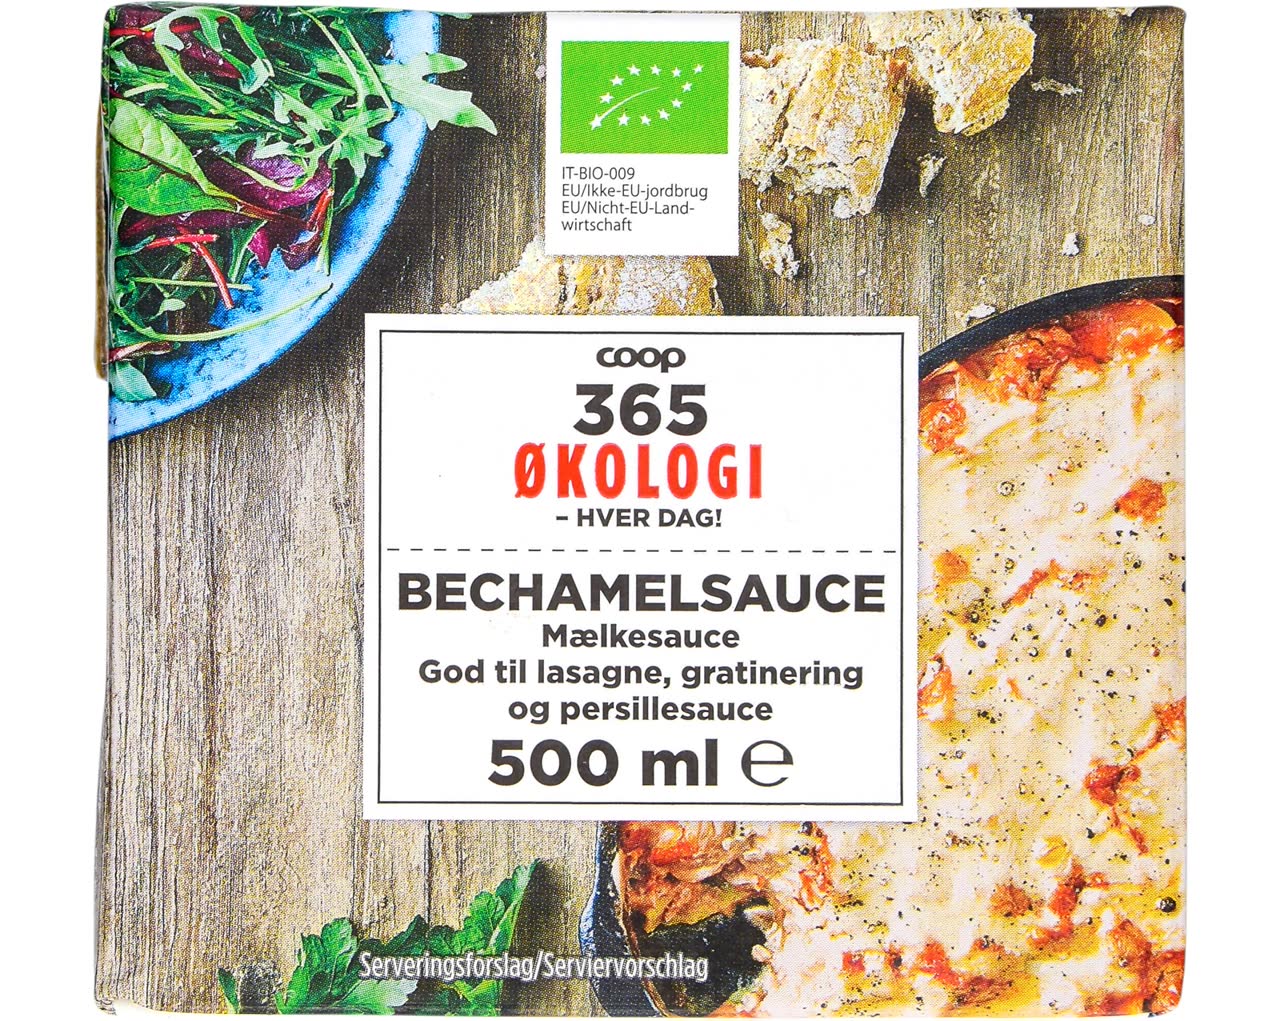 IT-BIO-009
EU/Ikke-EU-jordbrug
EU/Nicht-EU-Land-
wirtschaft
coop
365
ØKOLOGI
– HVER DAG!
BECHAMELSAUCE
Mælkesauce
God til lasagne, gratinering
og persillesauce
500 ml ℮
Serveringsforslag/Serviervorschlag